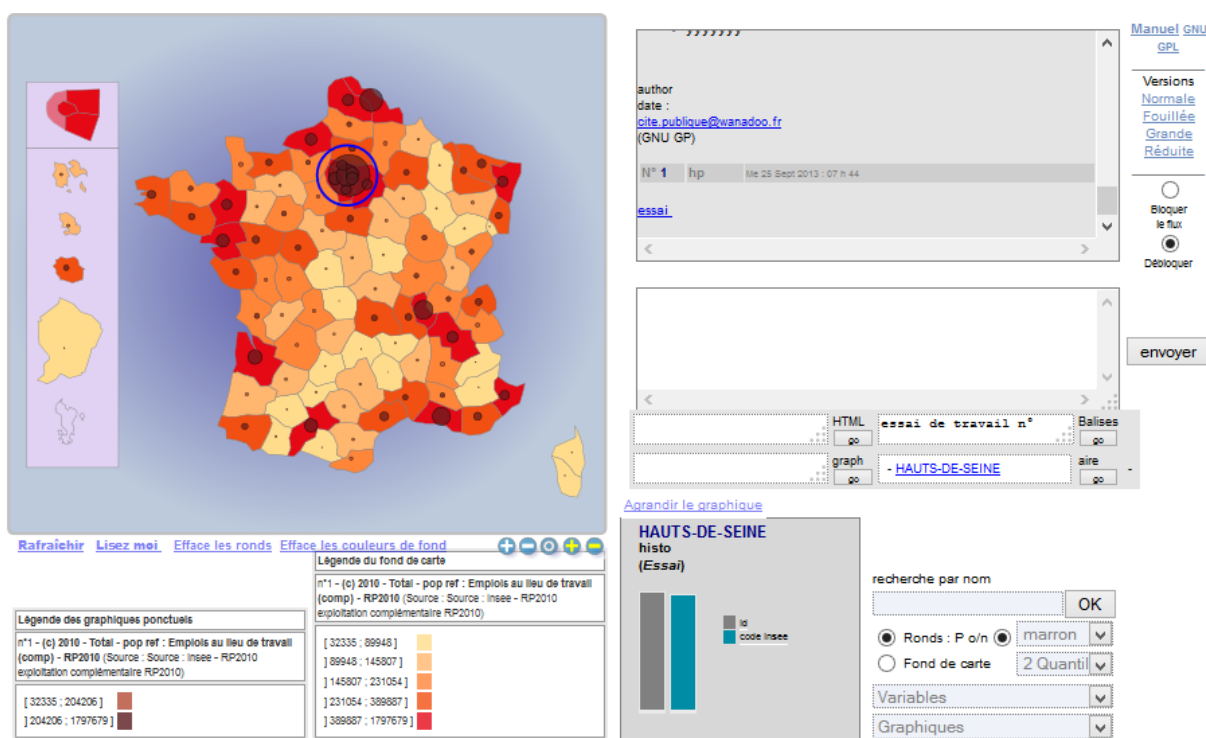 author
date :
cite.publique@wanadoo.fr
(GNU GP)
N° 1 hp Me 25 Sept 2013 : 07 h 44
essai
Manuel GNU
GPL
Versions
Normale
Fouillée
Grande
Réduite
Bloquer
le flux
Débloquer
envoyer
HTML
go
essai de travail n°
Balises
go
graph
go
- HAUTS-DE-SEINE
aire
go
-
Rafraîchir Lisez moi Efface les ronds Efface les couleurs de fond
Légende des graphiques ponctuels
n°1 - (c) 2010 - Total - pop ref : Emplois au lieu de travail
(comp) - RP2010 (Source : Source : Insee - RP2010
exploitation complémentaire RP2010)
[ 32335 ; 204206 ]
] 204206 ; 1797679 ]
Légende du fond de carte
n°1 - (c) 2010 - Total - pop ref : Emplois au lieu de travail
(comp) - RP2010 (Source : Source : Insee - RP2010
exploitation complémentaire RP2010)
[ 32335 ; 89948 ]
] 89948 ; 145807 ]
] 145807 ; 231054 ]
] 231054 ; 389887 ]
] 389887 ; 1797679 ]
Agrandir le graphique
HAUTS-DE-SEINE
histo
(Essai)
id
code insee
recherche par nom
OK
Ronds : P o/n marron
Fond de carte 2 Quantil
Variables
Graphiques